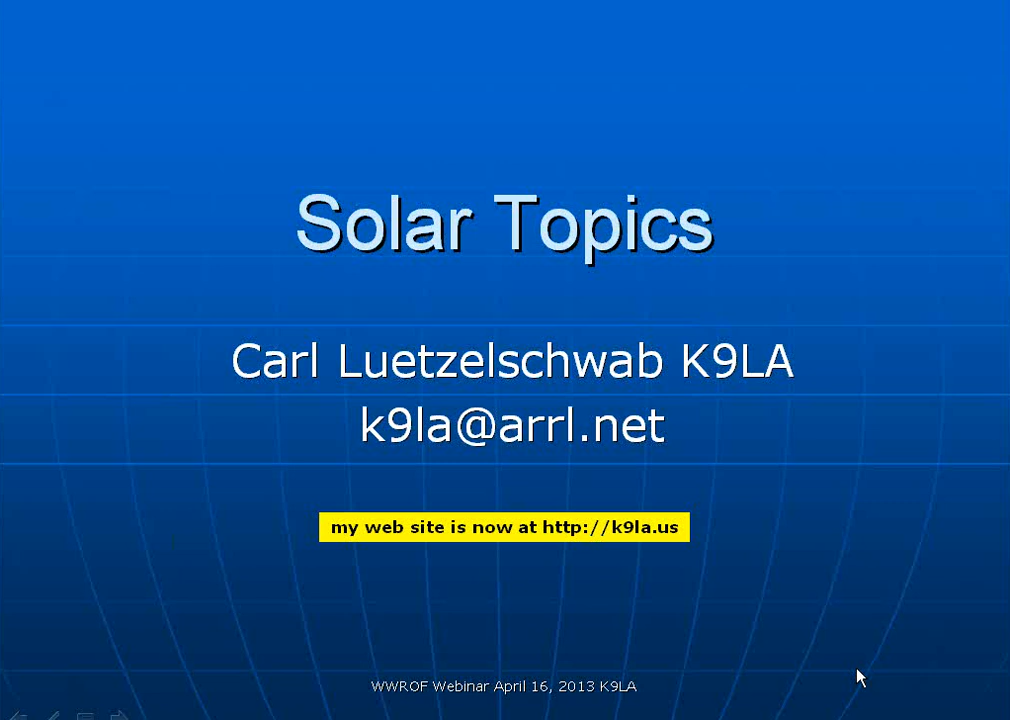 Solar Topics
Carl Luetzelschwab K9LA
k9la@arrl.net
my web site is now at http://k9la.us
WWROF Webinar April 16, 2013 K9LA